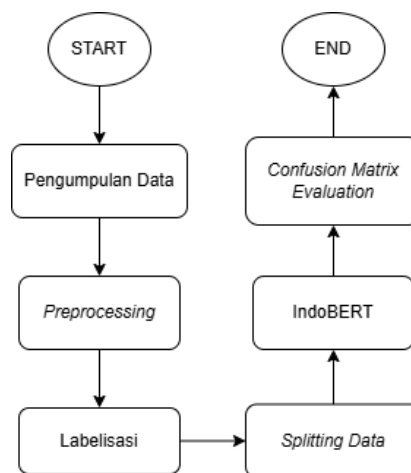 START
Pengumpulan Data
Preprocessing
Labelisasi
Splitting Data
IndoBERT
Confusion Matrix
Evaluation
END